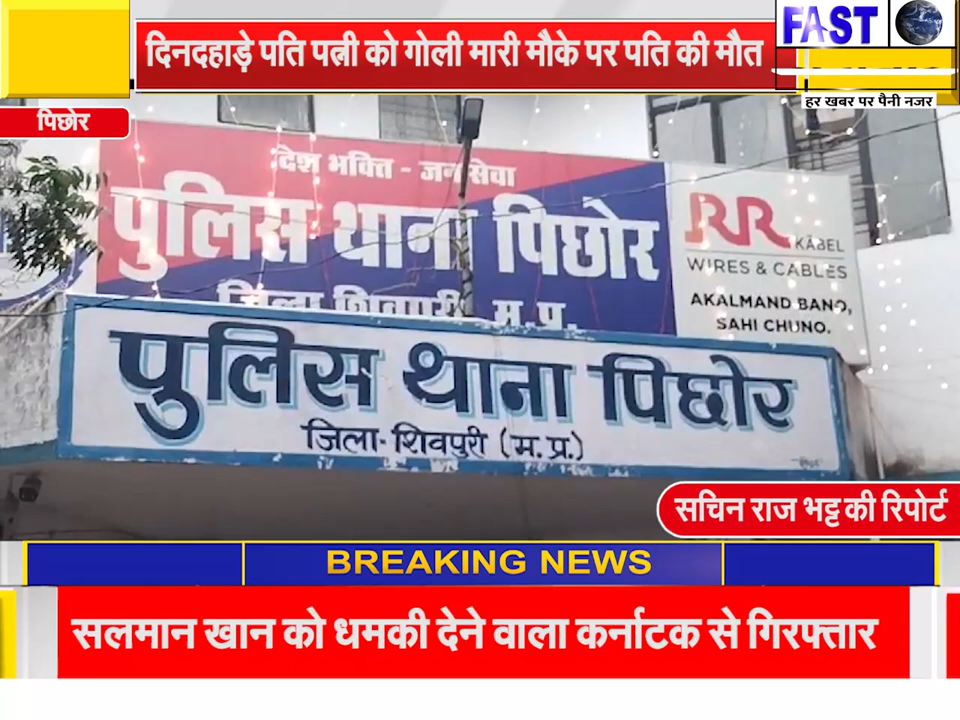 दिनदहाड़े पति पत्नी को गोली मारी मौके पर पति की मौत
FAST
हर खबर पर पैनी नजर
पिछोर
देश भक्ति - जन सेवा
पुलिस थाना पिछोर
जिला शिवपुरी म.प्र.
RR KABEL
WIRES & CABLES
AKALMAND BANO,
SAHI CHUNO.
पुलिस थाना पिछोर
जिला-शिवपुरी (म.प्र.)
सचिन राज भट्ट की रिपोर्ट
BREAKING NEWS
सलमान खान को धमकी देने वाला कर्नाटक से गिरफ्तार